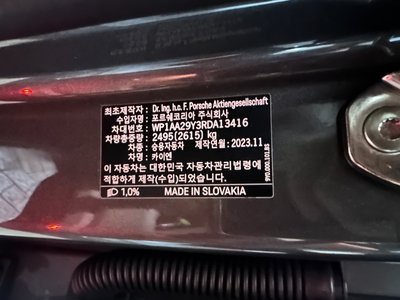 최초제작자 : Dr. Ing. h.c. F. Porsche Aktiengesellschaft
수입자명 : 포르쉐코리아 주식회사
차대번호 : WP1AA29Y3RDA13416
차량총중량 : 2495(2615) kg
차종 : 승용자동차 제작연월 : 2023.11
차명 : 카이엔
이 자동차는 대한민국 자동차관리법령에
적합하게 제작(수입)되었습니다.
1,0% MADE IN SLOVAKIA